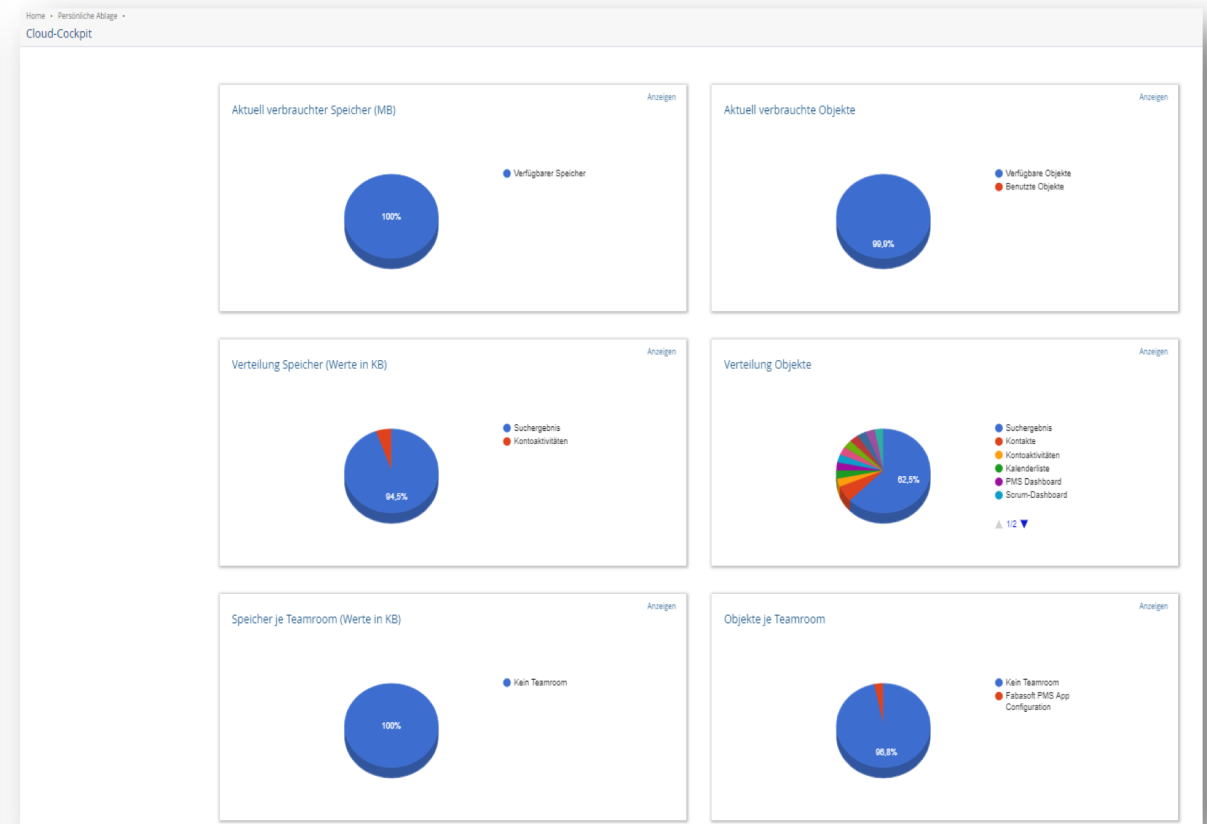 Home • Persönliche Ablage •
Cloud-Cockpit
Anzeigen
Aktuell verbrauchter Speicher (MB)
Verfügbarer Speicher
100%
Anzeigen
Aktuell verbrauchte Objekte
Verfügbare Objekte
Benutzte Objekte
99,9%
Anzeigen
Verteilung Speicher (Werte in KB)
Suchergebnis
Kontoaktivitäten
94,5%
Anzeigen
Verteilung Objekte
Suchergebnis
Kontakte
Kontoaktivitäten
Kalenderliste
PMS Dashboard
Scrum-Dashboard
62,5%
1/2
Anzeigen
Speicher je Teamroom (Werte in KB)
Kein Teamroom
100%
Anzeigen
Objekte je Teamroom
Kein Teamroom
Fabasoft PMS App
Configuration
96,8%